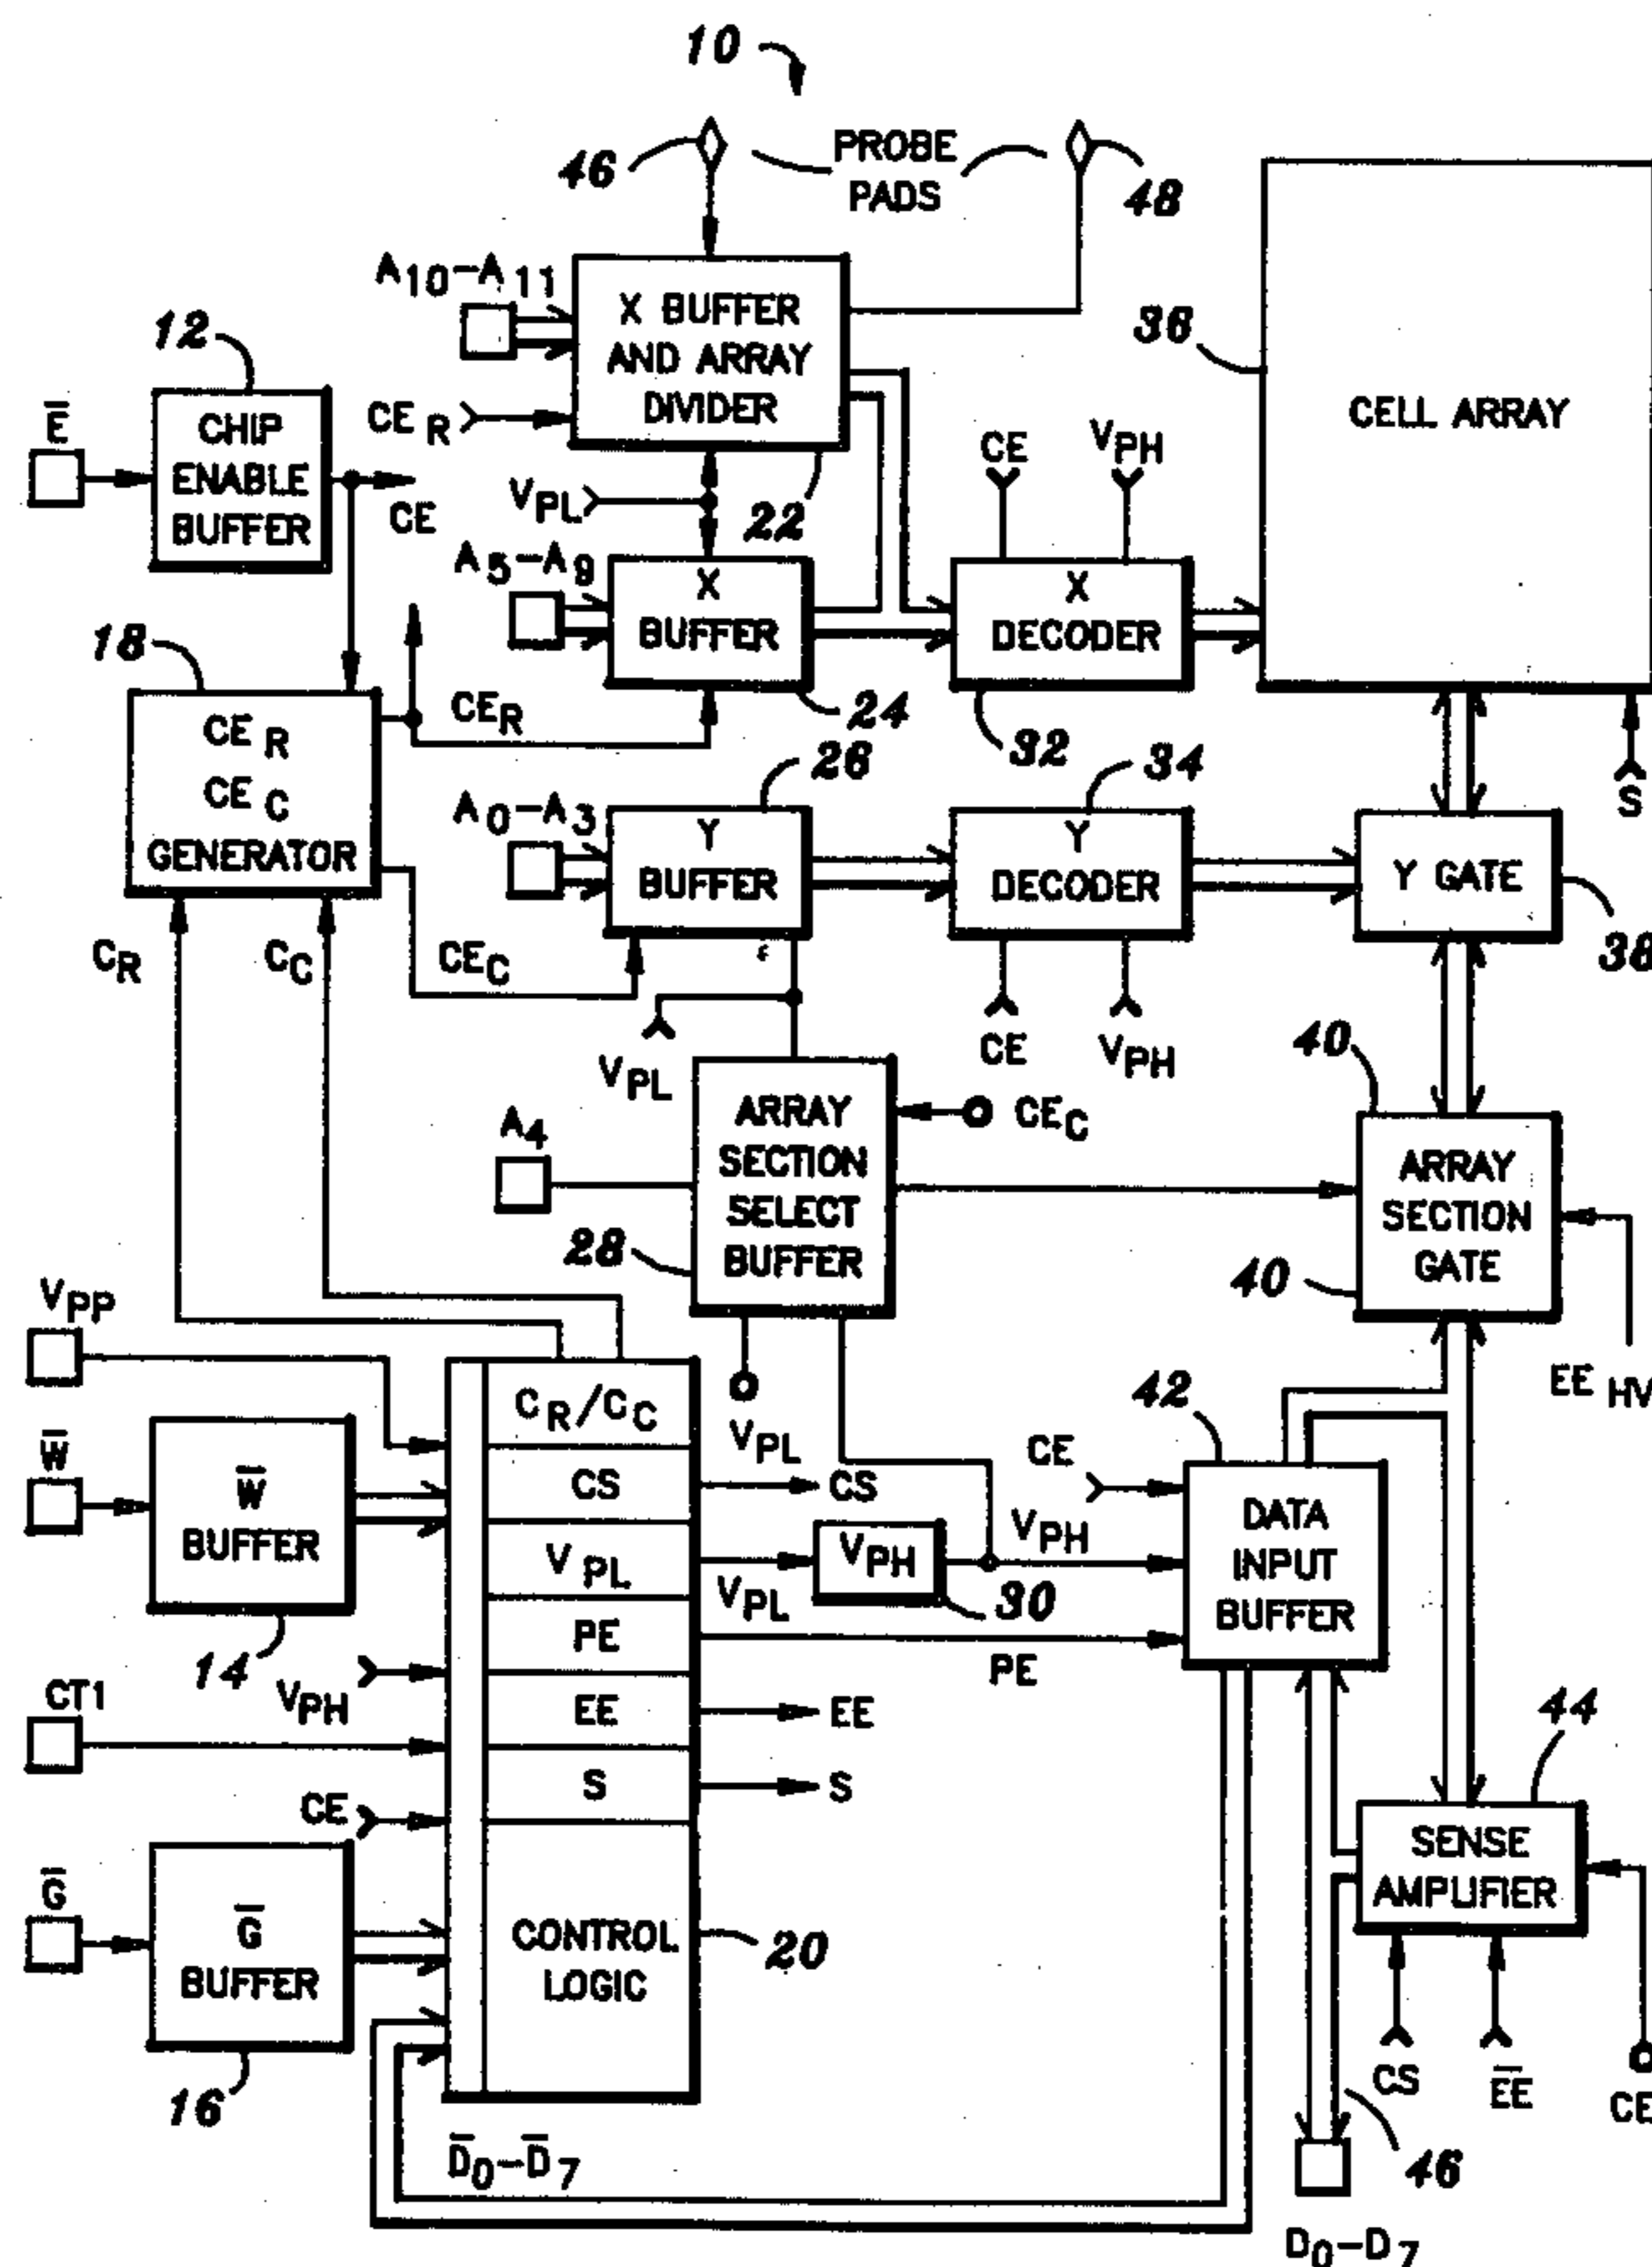 10
46
PROBE
PADS
48
A10-A11
X BUFFER
AND ARRAY
DIVIDER
36
12
E̅
CHIP
ENABLE
BUFFER
CE
CE R
CELL ARRAY
CE
VPH
VPL
22
A5-A9
X
BUFFER
X
DECODER
18
CE R
CE C
GENERATOR
CER
24
32
S
26
34
A0-A3
Y
BUFFER
Y
DECODER
Y GATE
38
CR
CC
CEC
VPL
CE
VPH
40
ARRAY
SECTION
SELECT
BUFFER
CEC
A4
28
ARRAY
SECTION
GATE
40
EE HV
VPP
VPL
W̅
W̅
BUFFER
14
CR/CC
CS
VPL
PE
EE
S
CONTROL
LOGIC
20
CS
VPL
VPH
30
VPH
PE
EE
S
CE
42
DATA
INPUT
BUFFER
VPH
CT1
CE
G̅
G̅
BUFFER
16
44
SENSE
AMPLIFIER
CS
E̅E̅
CE
46
D̅0-D̅7
D0-D7